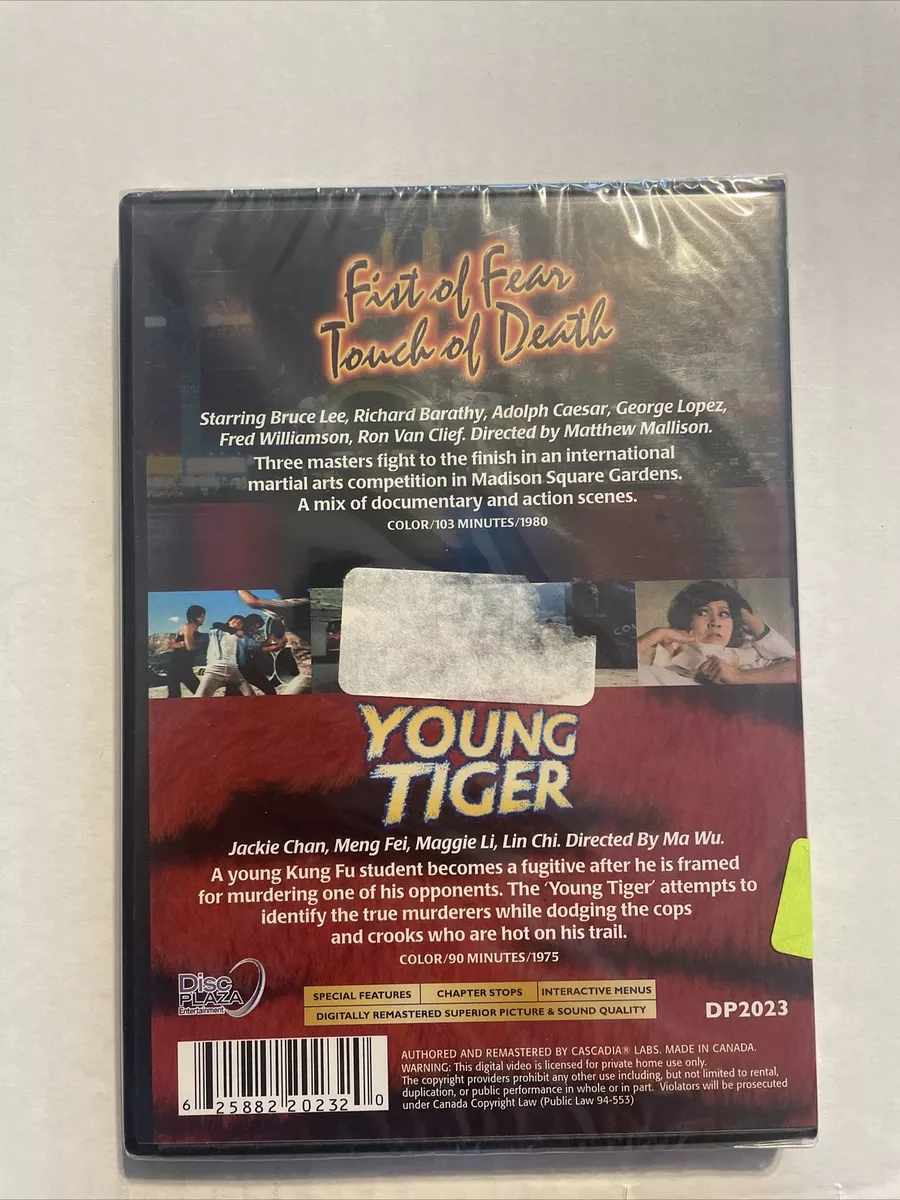 Fist of Fear
Touch of Death
Starring Bruce Lee, Richard Barathy, Adolph Caesar, George Lopez,
Fred Williamson, Ron Van Clief. Directed by Matthew Mallison.
Three masters fight to the finish in an international
martial arts competition in Madison Square Gardens.
A mix of documentary and action scenes.
COLOR/103 MINUTES/1980
YOUNG
TIGER
Jackie Chan, Meng Fei, Maggie Li, Lin Chi. Directed By Ma Wu.
A young Kung Fu student becomes a fugitive after he is framed
for murdering one of his opponents. The ‘Young Tiger’ attempts to
identify the true murderers while dodging the cops
and crooks who are hot on his trail.
COLOR/90 MINUTES/1975
Disc
PLAZA
Entertainment
SPECIAL FEATURES CHAPTER STOPS INTERACTIVE MENUS
DIGITALLY REMASTERED SUPERIOR PICTURE & SOUND QUALITY
DP2023
AUTHORED AND REMASTERED BY CASCADIA® LABS. MADE IN CANADA.
WARNING: This digital video is licensed for private home use only.
The copyright providers prohibit any other use including, but not limited to rental,
duplication, or public performance in whole or in part. Violators will be prosecuted
under Canada Copyright Law (Public Law 94-553)
6 25882 20232 0